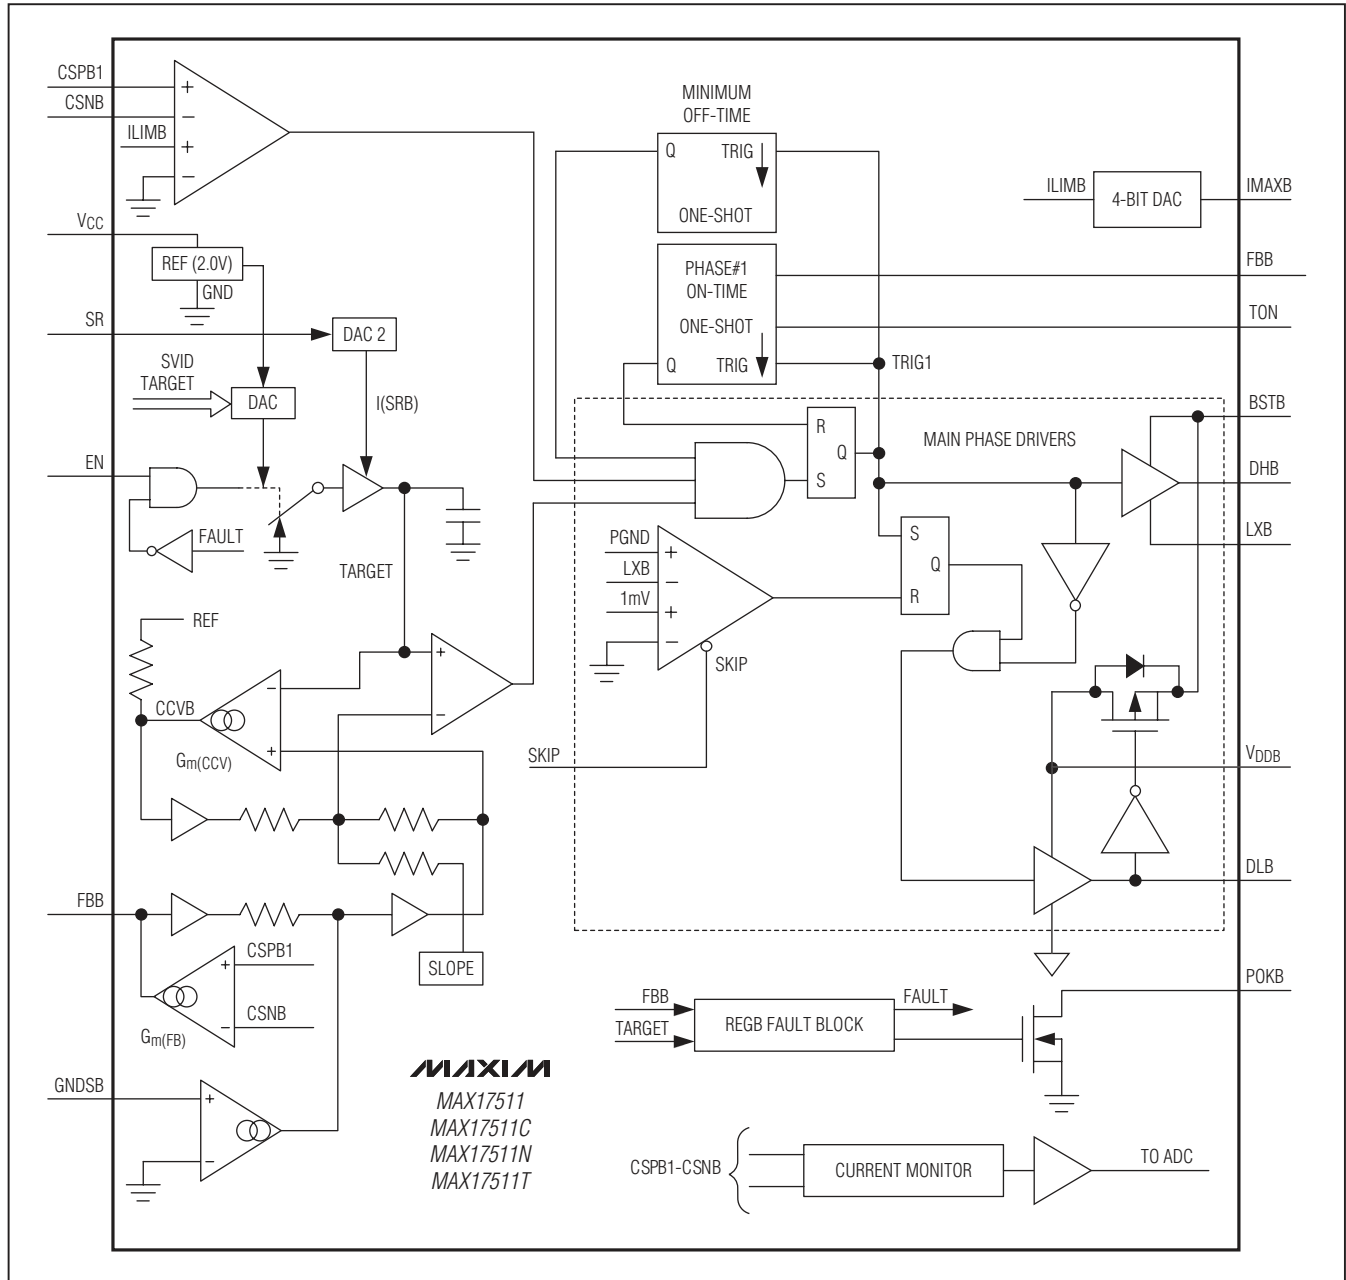 CSPB1
CSNB
ILIMB
+
−
+
−
VCC
REF (2.0V)
GND
SR
DAC 2
SVID
TARGET
DAC
I(SRB)
EN
FAULT
TARGET
REF
CCVB
Gm(CCV)
−
+
+
−
FBB
CSPB1
CSNB
+
−
Gm(FB)
SLOPE
GNDSB
+
−
MAXIM
MAX17511
MAX17511C
MAX17511N
MAX17511T
MINIMUM
OFF-TIME
Q
TRIG
ONE-SHOT
PHASE#1
ON-TIME
ONE-SHOT
Q
TRIG
TRIG1
R
Q
S
MAIN PHASE DRIVERS
PGND
LXB
1mV
+
−
+
−
SKIP
SKIP
S
Q
R
ILIMB
4-BIT DAC
IMAXB
FBB
TON
BSTB
DHB
LXB
VDDB
DLB
POKB
FBB
TARGET
REGB FAULT BLOCK
FAULT
CSPB1-CSNB
CURRENT MONITOR
TO ADC